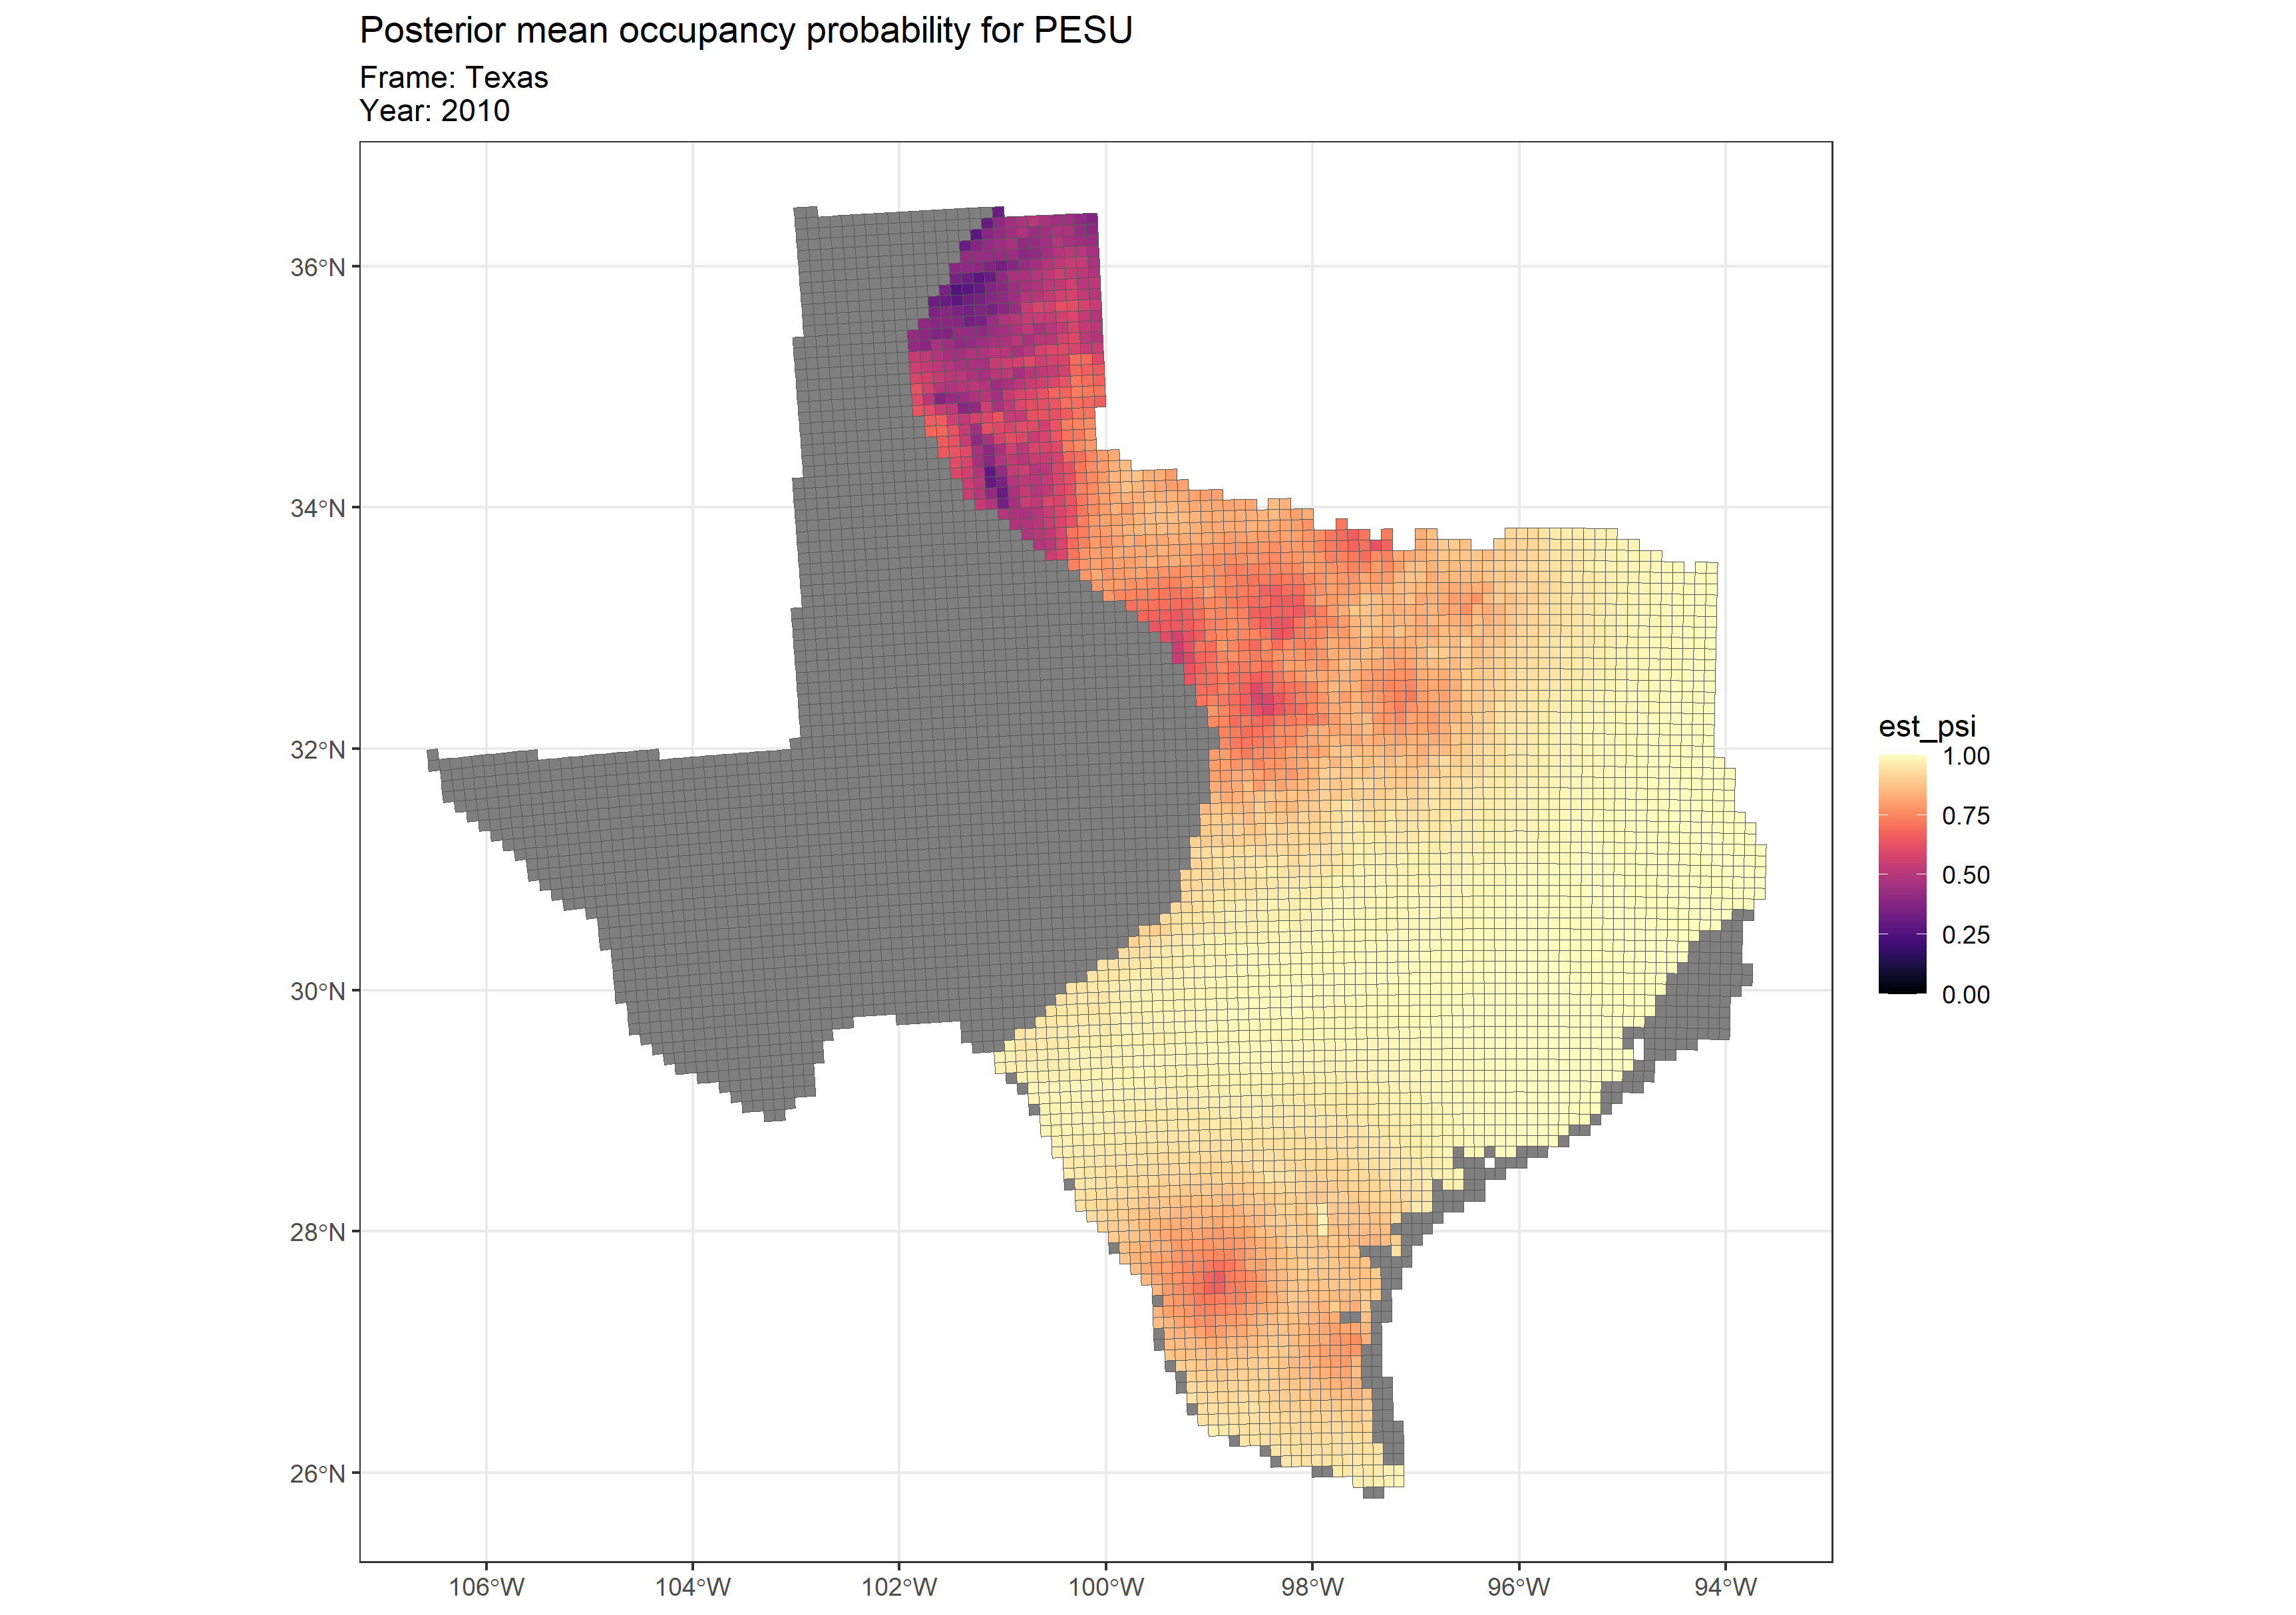 Posterior mean occupancy probability for PESU
Frame: Texas
Year: 2010
36°N
34°N
32°N
30°N
28°N
26°N
106°W
104°W
102°W
100°W
98°W
96°W
94°W
est_psi
1.00
0.75
0.50
0.25
0.00